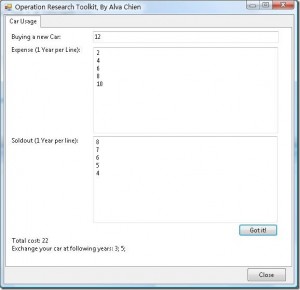 Operation Research Toolkit, By Alva Chien
Car Usage
Buying a new Car: 12
Expense (1 Year per Line):
2
4
6
8
10
Soldout (1 Year per line):
8
7
6
5
4
Got it!
Total cost: 22
Exchange your car at following years: 3; 5;
Close